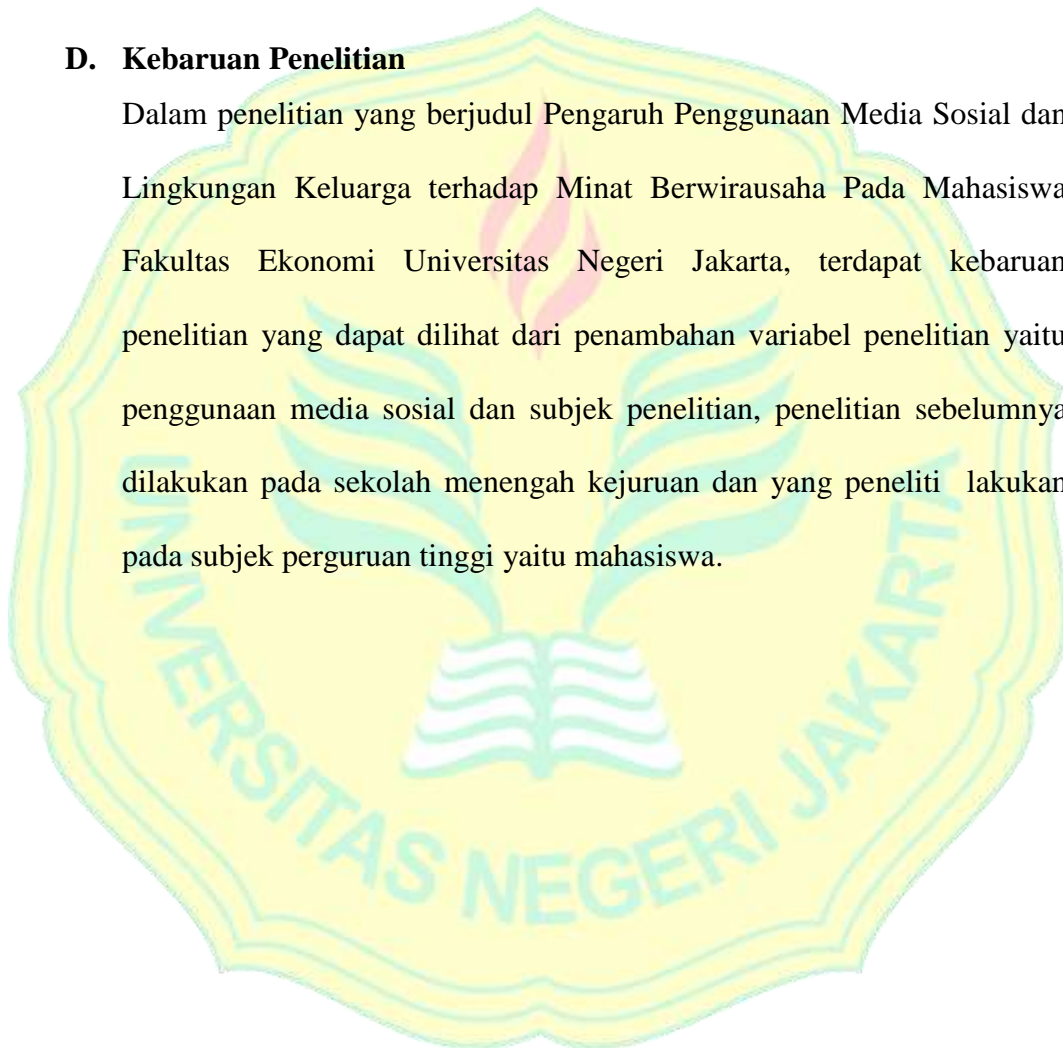 D. Kebaruan Penelitian
Dalam penelitian yang berjudul Pengaruh Penggunaan Media Sosial dan
Lingkungan Keluarga terhadap Minat Berwirausaha Pada Mahasiswa
Fakultas Ekonomi Universitas Negeri Jakarta, terdapat kebaruan
penelitian yang dapat dilihat dari penambahan variabel penelitian yaitu
penggunaan media sosial dan subjek penelitian, penelitian sebelumnya
dilakukan pada sekolah menengah kejuruan dan yang peneliti lakukan
pada subjek perguruan tinggi yaitu mahasiswa.
UNIVERSITAS NEGERI JAKARTA